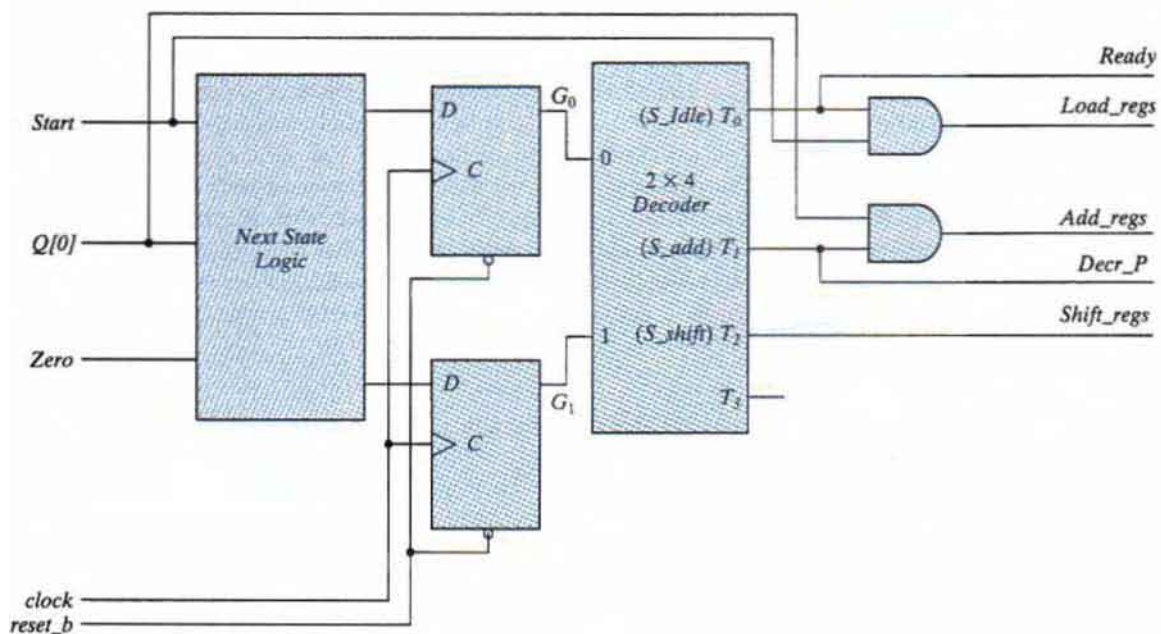 Ready
Load_regs
Start
D
G₀
(S_Idle) T₀
C
0
2 × 4
Decoder
Add_regs
Q[0]
Next State
Logic
(S_add) T₁
Decr_P
Shift_regs
1
(S_shift) T₂
Zero
D
G₁
T₃
C
clock
reset_b